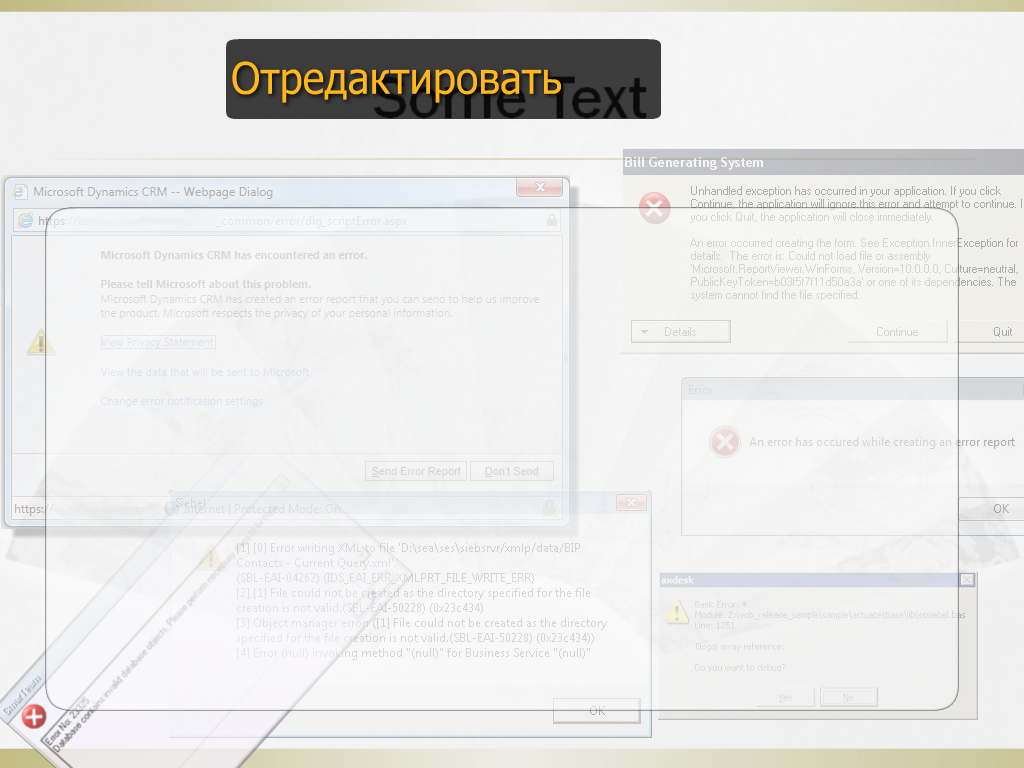 Отредактировать
Some Text
Microsoft Dynamics CRM -- Webpage Dialog
https:// _common/error/dlg_scriptError.aspx
Microsoft Dynamics CRM has encountered an error.
Please tell Microsoft about this problem.
Microsoft Dynamics CRM has created an error report that you can send to help us improve
the product. Microsoft respects the privacy of your personal information.
View Privacy Statement
View the data that will be sent to Microsoft.
Change error notification settings
Send Error Report Don't Send
https:// Internet | Protected Mode: On
Bill Generating System
Unhandled exception has occurred in your application. If you click
Continue, the application will ignore this error and attempt to continue. I
you click Quit, the application will close immediately.
An error occurred creating the form. See Exception.InnerException for
details. The error is: Could not load file or assembly
'Microsoft.ReportViewer.WinForms, Version=10.0.0.0, Culture=neutral,
PublicKeyToken=b03f5f7f11d50a3a' or one of its dependencies. The
system cannot find the file specified.
Details Continue Quit
Error
An error has occured while creating an error report
OK
Siebel
[1] [0] Error writing XML to file 'D:\sea\ses\siebsrvr/xmlp/data/BIP
Contacts - Current Query.xml'
(SBL-EAI-04262) (IDS_EAI_ERR_XMLPRT_FILE_WRITE_ERR)
[2] [1] File could not be created as the directory specified for the file
creation is not valid.(SBL-EAI-50228) (0x23c434)
[3] Object manager error: ([1] File could not be created as the directory
specified for the file creation is not valid.(SBL-EAI-50228) (0x23c434))
[4] Error (null) invoking method "(null)" for Business Service "(null)"
OK
axdesk
Basic Error: 4
Line: 1251
Illegal array reference.
Do you want to debug?
Yes No
Error No: 23325
Database contains invalid database objects. Please perform